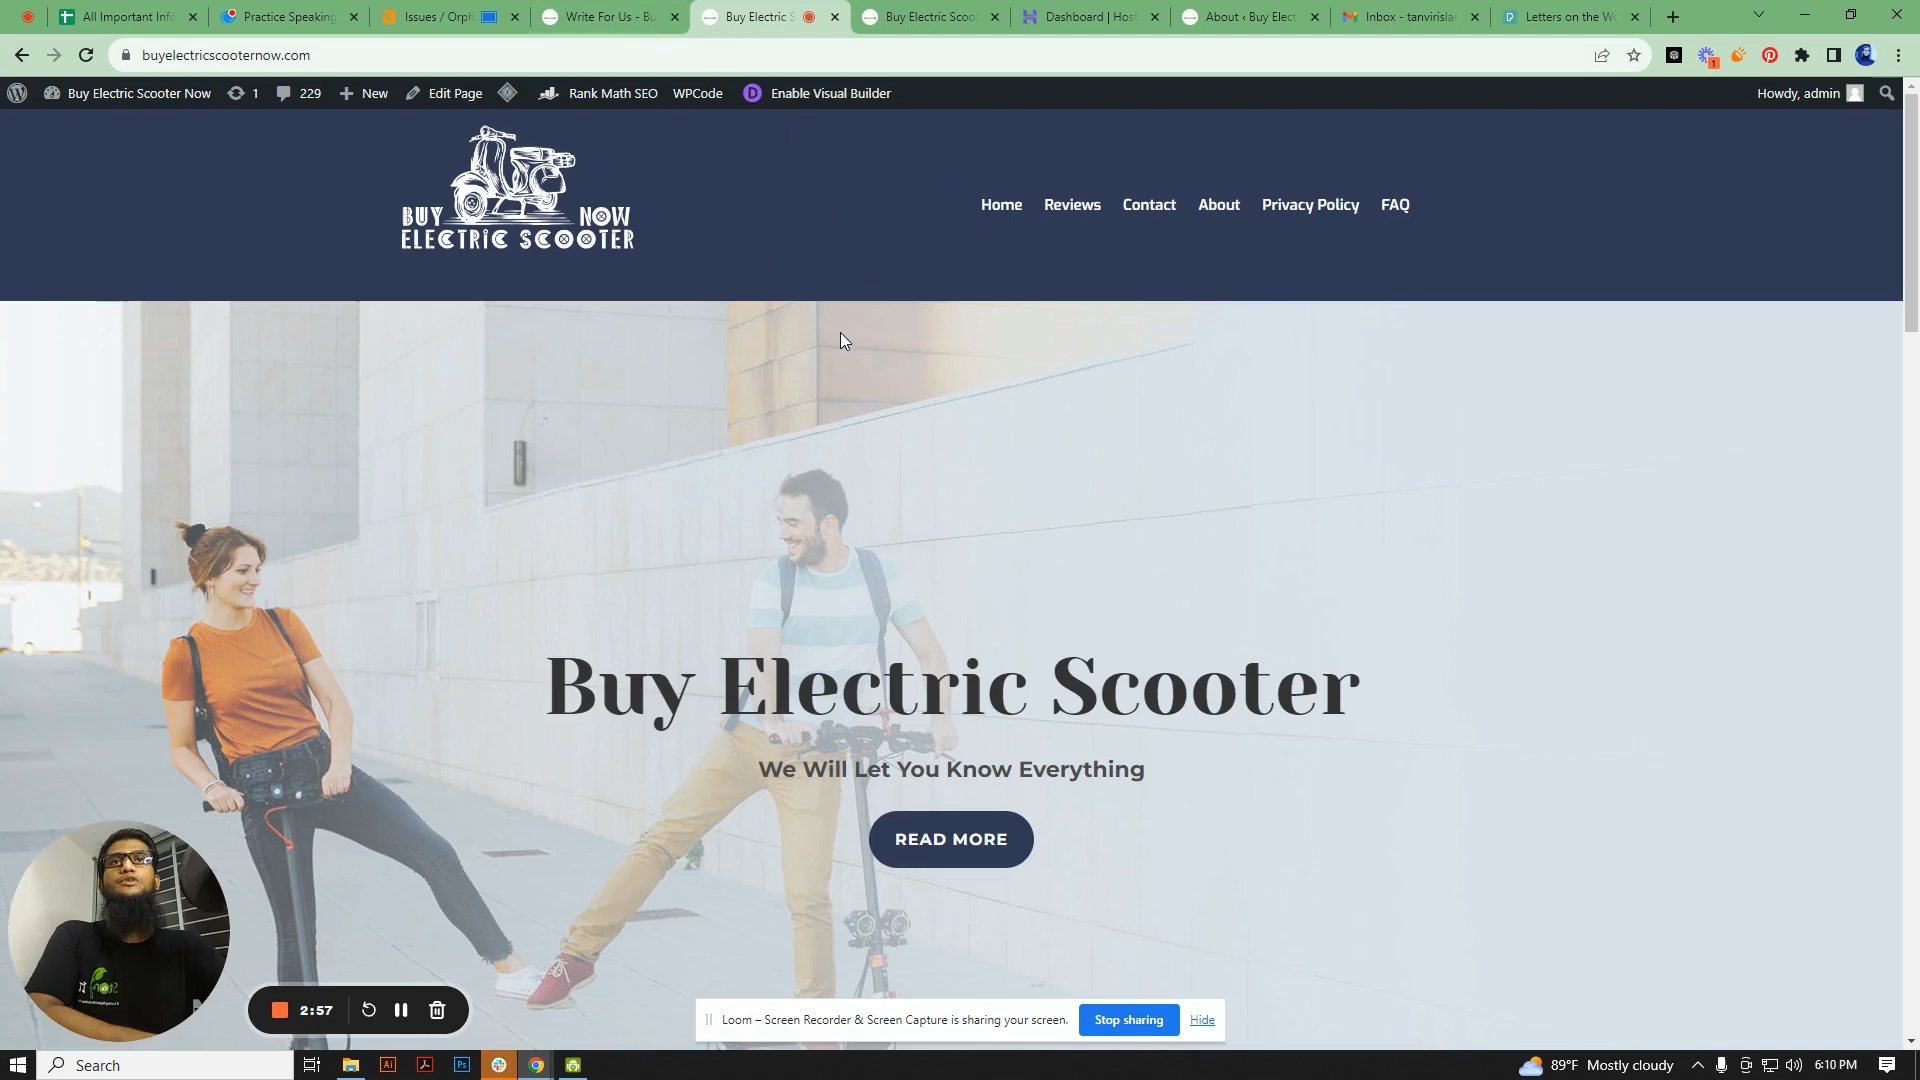 All Important Info
Practice Speaking
Issues / Orph
Write For Us - Bu
Buy Electric S
Buy Electric Scoo
Dashboard | Host
About ‹ Buy Elect
Inbox - tanvirisla
Letters on the Wo
buyelectricscooternow.com
1
Buy Electric Scooter Now
1
229
New
Edit Page
Rank Math SEO
WPCode
D
Enable Visual Builder
Howdy, admin
BUY NOW
ELECTRIC SCOOTER
Home
Reviews
Contact
About
Privacy Policy
FAQ
Buy Electric Scooter
We Will Let You Know Everything
READ MORE
2:57
Loom – Screen Recorder & Screen Capture is sharing your screen.
Stop sharing
Hide
Search
Ai
Ps
89°F Mostly cloudy
6:10 PM